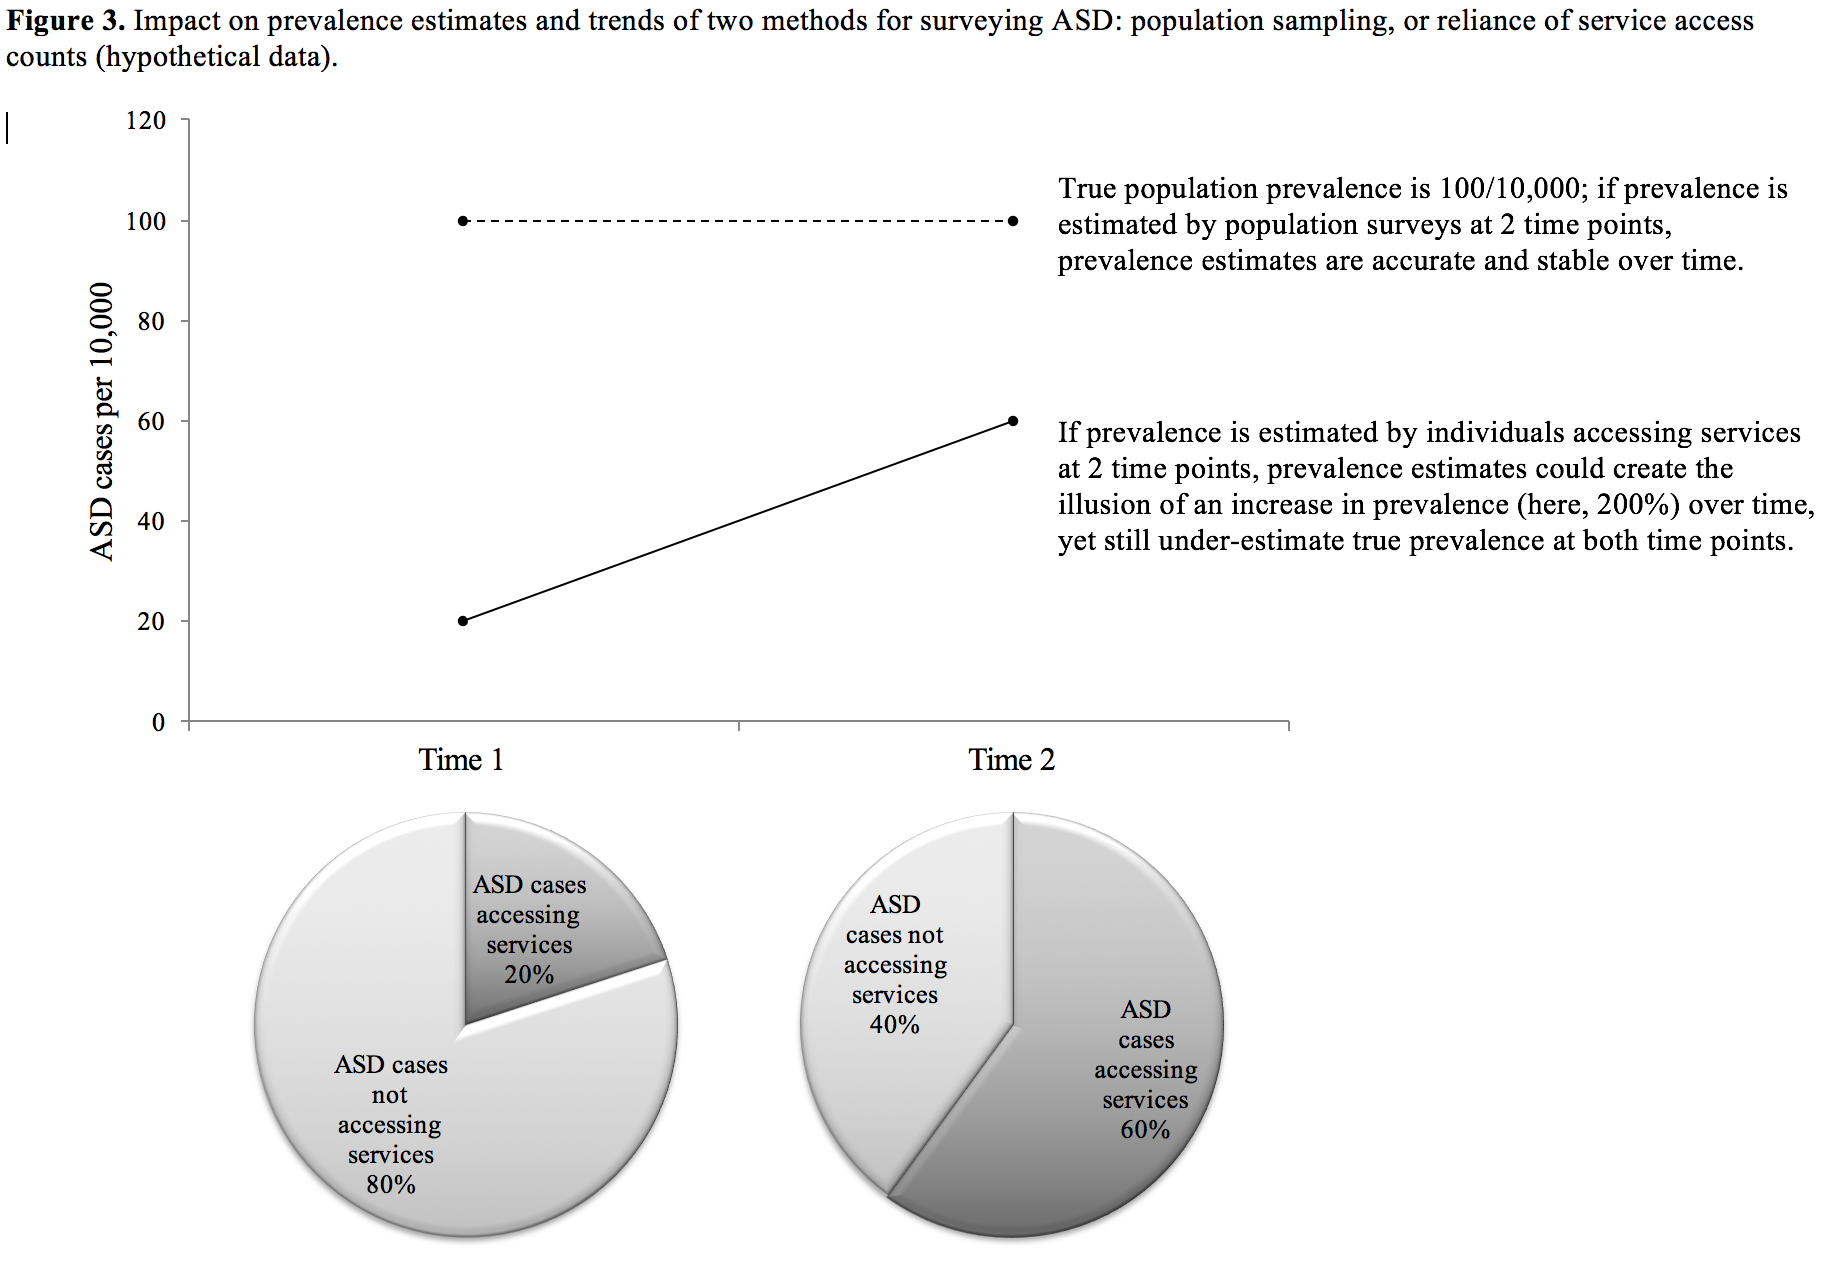 Figure 3. Impact on prevalence estimates and trends of two methods for surveying ASD: population sampling, or reliance of service access
counts (hypothetical data).
120
100
80
60
40
20
0
ASD cases per 10,000
True population prevalence is 100/10,000; if prevalence is
estimated by population surveys at 2 time points,
prevalence estimates are accurate and stable over time.
If prevalence is estimated by individuals accessing services
at 2 time points, prevalence estimates could create the
illusion of an increase in prevalence (here, 200%) over time,
yet still under-estimate true prevalence at both time points.
Time 1
Time 2
ASD cases
accessing
services
20%
ASD cases
not
accessing
services
80%
ASD
cases not
accessing
services
40%
ASD
cases
accessing
services
60%